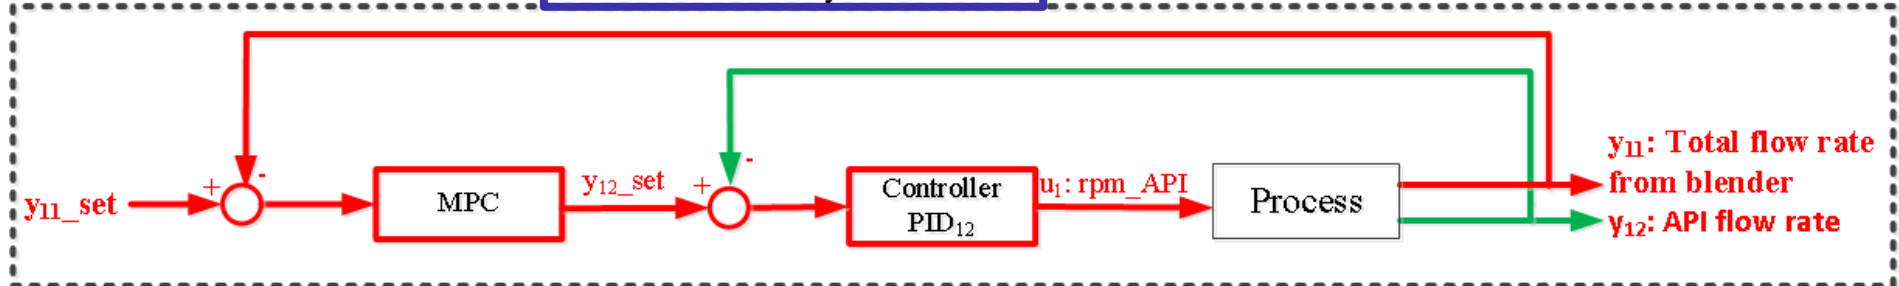 y₁₁_set
+
-
MPC
y₁₂_set
+
-
Controller
PID₁₂
u₁: rpm_API
Process
y₁₁: Total flow rate
from blender
y₁₂: API flow rate